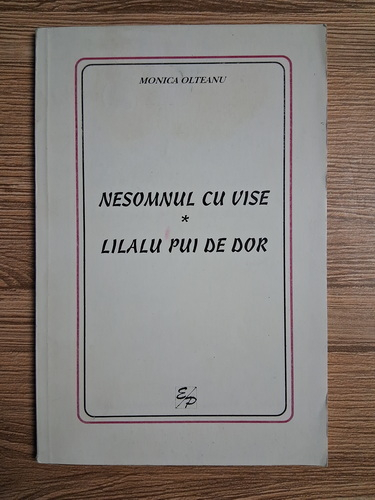 MONICA OLTEANU
NESOMNUL CU VISE
*
LILALU PUI DE DOR
E/P